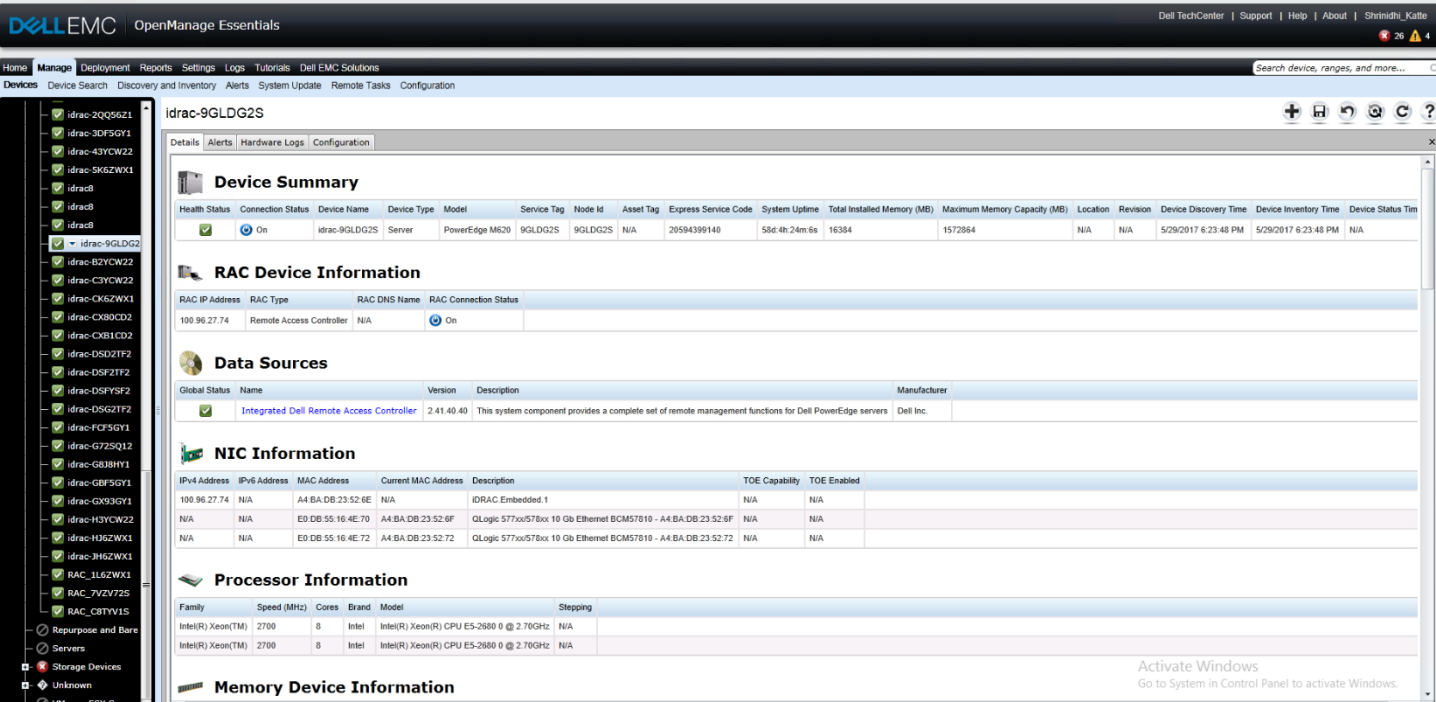 Dell TechCenter | Support | Help | About | Shrinidhi_Katte
DELLEMC OpenManage Essentials
26 4
Home Manage Deployment Reports Settings Logs Tutorials Dell EMC Solutions
Search device, ranges, and more...
Devices Device Search Discovery and Inventory Alerts System Update Remote Tasks Configuration
idrac-2QQ56Z1
idrac-3DF5GY1
idrac-43YCW22
idrac-5K6ZWX1
idrac8
idrac8
idrac8
idrac-9GLDG2
idrac-B2YCW22
idrac-C3YCW22
idrac-CK6ZWX1
idrac-CX80CD2
idrac-CXB1CD2
idrac-DSD2TF2
idrac-DSF2TF2
idrac-DSFYSF2
idrac-DSG2TF2
idrac-FCF5GY1
idrac-G72SQ12
idrac-G8J8HY1
idrac-GBF5GY1
idrac-GX93GY1
idrac-H3YCW22
idrac-HJ6ZWX1
idrac-JH6ZWX1
RAC_1L6ZWX1
RAC_7VZV72S
RAC_C8TYV1S
Repurpose and Bare
Servers
Storage Devices
Unknown
idrac-9GLDG2S
Details Alerts Hardware Logs Configuration
Device Summary
Health Status Connection Status Device Name Device Type Model Service Tag Node Id Asset Tag Express Service Code System Uptime Total Installed Memory (MB) Maximum Memory Capacity (MB) Location Revision Device Discovery Time Device Inventory Time Device Status Tim
On idrac-9GLDG2S Server PowerEdge M620 9GLDG2S 9GLDG2S N/A 20594399140 58d:4h:24m:6s 16384 1572864 N/A N/A 5/29/2017 6:23:48 PM 5/29/2017 6:23:48 PM N/A
RAC Device Information
RAC IP Address RAC Type RAC DNS Name RAC Connection Status
100.96.27.74 Remote Access Controller N/A On
Data Sources
Global Status Name Version Description Manufacturer
Integrated Dell Remote Access Controller 2.41.40.40 This system component provides a complete set of remote management functions for Dell PowerEdge servers Dell Inc.
NIC Information
IPv4 Address IPv6 Address MAC Address Current MAC Address Description TOE Capability TOE Enabled
100.96.27.74 N/A A4:BA:DB:23:52:6E N/A iDRAC.Embedded.1 N/A N/A
N/A N/A E0:DB:55:16:4E:70 A4:BA:DB:23:52:6F QLogic 577xx/578xx 10 Gb Ethernet BCM57810 - A4:BA:DB:23:52:6F N/A N/A
N/A N/A E0:DB:55:16:4E:72 A4:BA:DB:23:52:72 QLogic 577xx/578xx 10 Gb Ethernet BCM57810 - A4:BA:DB:23:52:72 N/A N/A
Processor Information
Family Speed (MHz) Cores Brand Model Stepping
Intel(R) Xeon(TM) 2700 8 Intel Intel(R) Xeon(R) CPU E5-2680 0 @ 2.70GHz N/A
Intel(R) Xeon(TM) 2700 8 Intel Intel(R) Xeon(R) CPU E5-2680 0 @ 2.70GHz N/A
Memory Device Information
Activate Windows
Go to System in Control Panel to activate Windows.